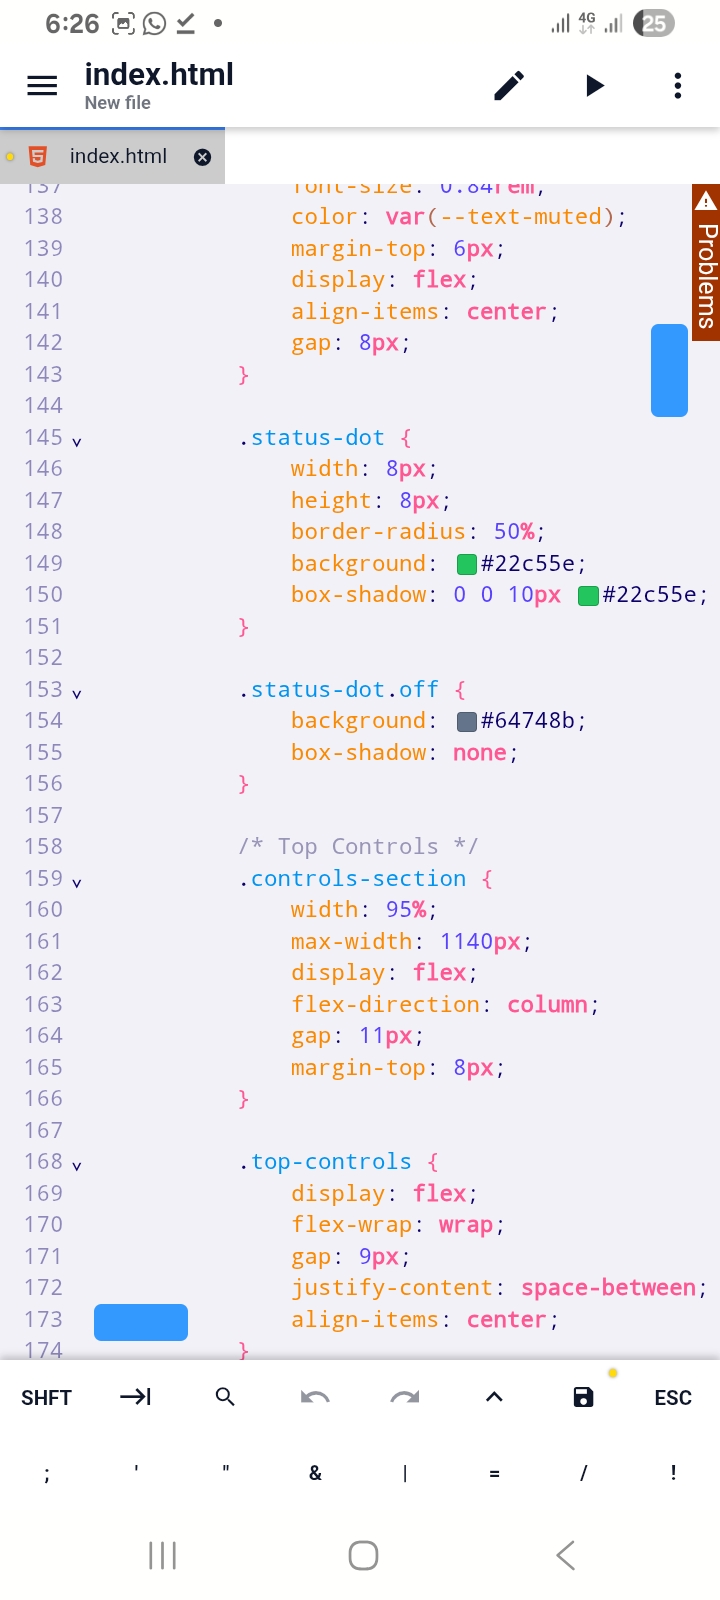 6:26 4G 25
index.html
New file
index.html
137 font-size: 0.84rem;
138 color: var(--text-muted);
139 margin-top: 6px;
140 display: flex;
141 align-items: center;
142 gap: 8px;
143 }
144
145 .status-dot {
146 width: 8px;
147 height: 8px;
148 border-radius: 50%;
149 background: #22c55e;
150 box-shadow: 0 0 10px #22c55e;
151 }
152
153 .status-dot.off {
154 background: #64748b;
155 box-shadow: none;
156 }
157
158 /* Top Controls */
159 .controls-section {
160 width: 95%;
161 max-width: 1140px;
162 display: flex;
163 flex-direction: column;
164 gap: 11px;
165 margin-top: 8px;
166 }
167
168 .top-controls {
169 display: flex;
170 flex-wrap: wrap;
171 gap: 9px;
172 justify-content: space-between;
173 align-items: center;
174 }
Problems
SHFT ESC
; ' " & | = / !